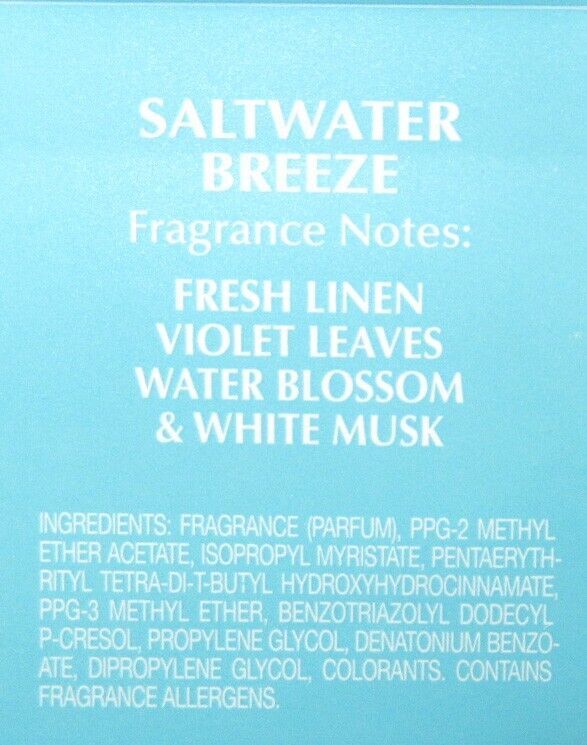 SALTWATER
BREEZE
Fragrance Notes:
FRESH LINEN
VIOLET LEAVES
WATER BLOSSOM
& WHITE MUSK
INGREDIENTS: FRAGRANCE (PARFUM), PPG-2 METHYL
ETHER ACETATE, ISOPROPYL MYRISTATE, PENTAERYTH-
RITYL TETRA-DI-T-BUTYL HYDROXYHYDROCINNAMATE,
PPG-3 METHYL ETHER, BENZOTRIAZOLYL DODECYL
P-CRESOL, PROPYLENE GLYCOL, DENATONIUM BENZO-
ATE, DIPROPYLENE GLYCOL, COLORANTS. CONTAINS
FRAGRANCE ALLERGENS.